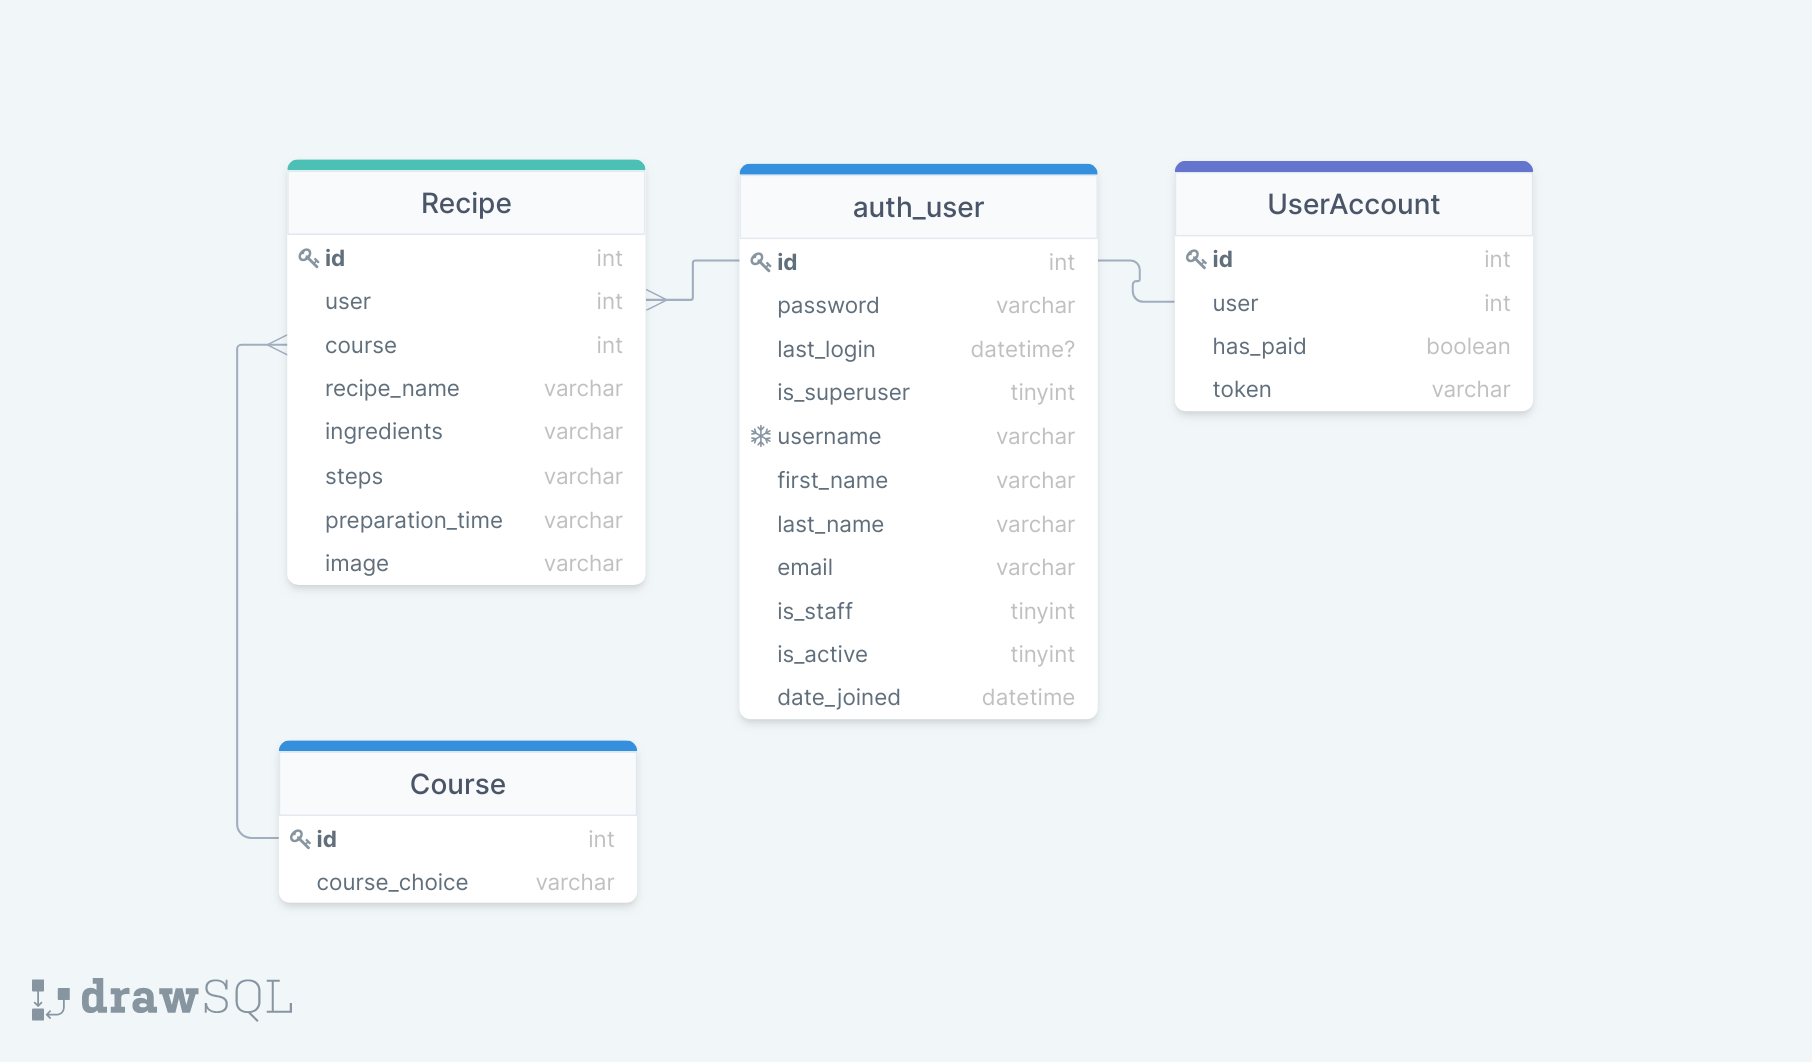 Recipe
id int
user int
course int
recipe_name varchar
ingredients varchar
steps varchar
preparation_time varchar
image varchar
auth_user
id int
password varchar
last_login datetime?
is_superuser tinyint
username varchar
first_name varchar
last_name varchar
email varchar
is_staff tinyint
is_active tinyint
date_joined datetime
UserAccount
id int
user int
has_paid boolean
token varchar
Course
id int
course_choice varchar
drawSQL